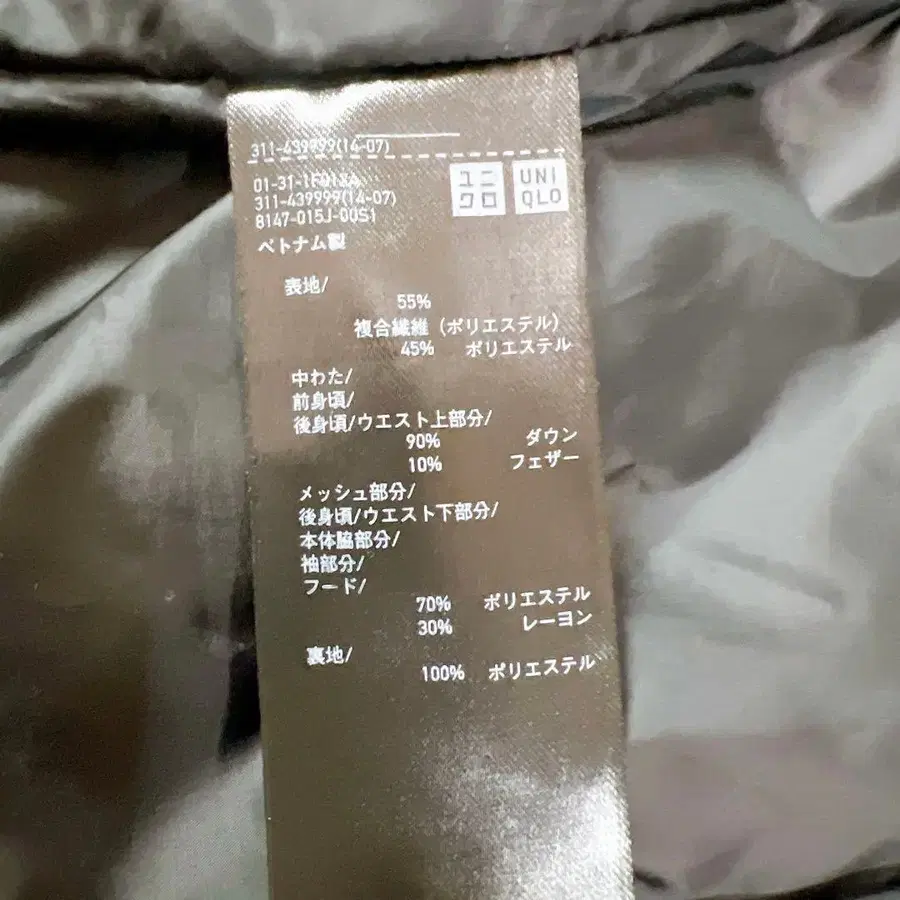 311-439999(14-07)
01-31-1F01XA
311-439999(14-07)
8147-015J-00S1
ユニ
クロ
UNI
QLO
ベトナム製
表地/
55%
複合繊維（ポリエステル）
45% ポリエステル
中わた/
前身頃/
後身頃/ウエスト上部分/
90% ダウン
10% フェザー
メッシュ部分/
後身頃/ウエスト下部分/
本体脇部分/
袖部分/
フード/
70% ポリエステル
30% レーヨン
裏地/
100% ポリエステル